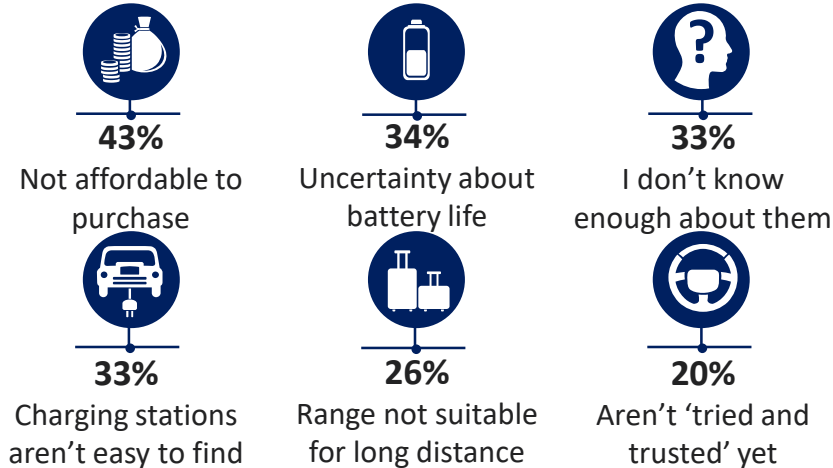 ?
43%
Not affordable to
purchase
34%
Uncertainty about
battery life
33%
I don’t know
enough about them
33%
Charging stations
aren’t easy to find
26%
Range not suitable
for long distance
20%
Aren’t ‘tried and
trusted’ yet